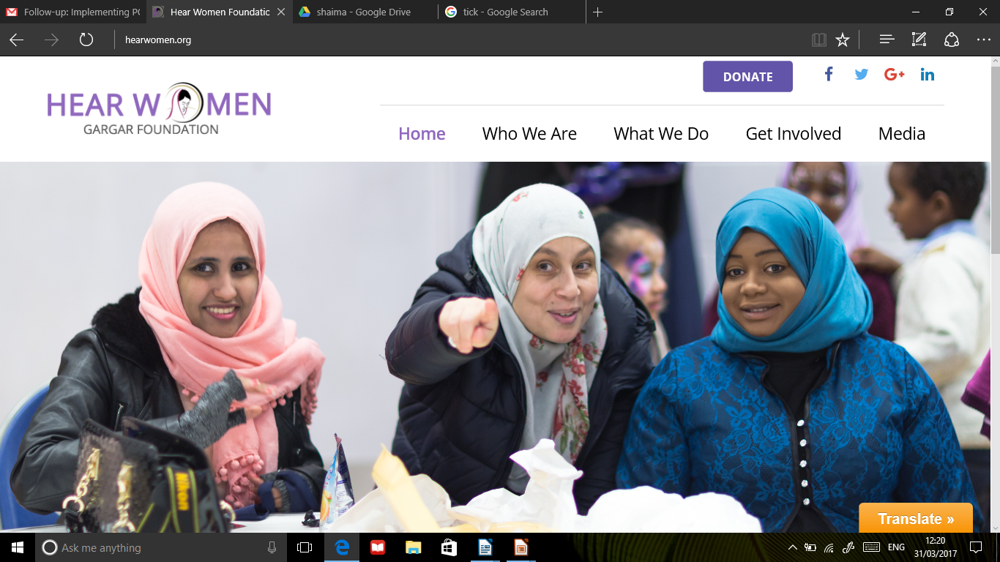 Follow-up: Implementing PC
Hear Women Foundatic
shaima - Google Drive
tick - Google Search
hearwomen.org
DONATE
HEAR WOMEN
GARGAR FOUNDATION
Home
Who We Are
What We Do
Get Involved
Media
Nikon
Translate »
Ask me anything
ENG
12:20
31/03/2017